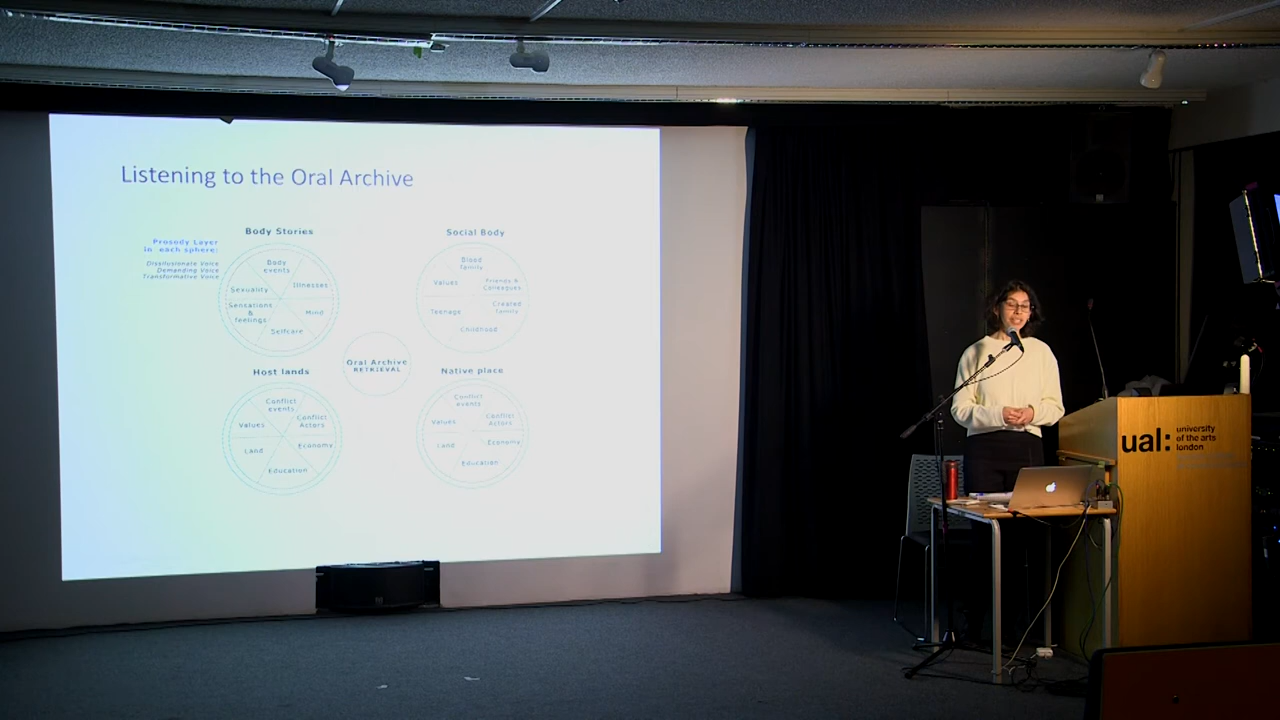 Listening to the Oral Archive
Prosody Layer
in each sphere:
Dissilusionate Voice
Demanding Voice
Transformative Voice
Body Stories
Body
events
Illnesses
Mind
Selfcare
Sensations
&
feelings
Sexuality
Social Body
Blood
family
Friends &
Colleagues
Created
family
Childhood
Teenage
Values
Oral Archive
RETRIEVAL
Host lands
Conflict
events
Conflict
Actors
Economy
Education
Land
Values
Native place
Conflict
events
Conflict
Actors
Economy
Education
Land
Values
ual:
university
of the arts
london